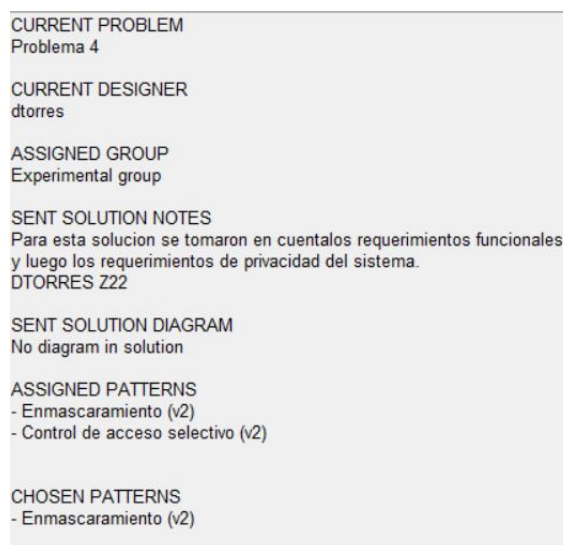 CURRENT PROBLEM
Problema 4
CURRENT DESIGNER
dtorres
ASSIGNED GROUP
Experimental group
SENT SOLUTION NOTES
Para esta solucion se tomaron en cuentalos requerimientos funcionales
y luego los requerimientos de privacidad del sistema.
DTORRES Z22
SENT SOLUTION DIAGRAM
No diagram in solution
ASSIGNED PATTERNS
- Enmascaramiento (v2)
- Control de acceso selectivo (v2)
CHOSEN PATTERNS
- Enmascaramiento (v2)